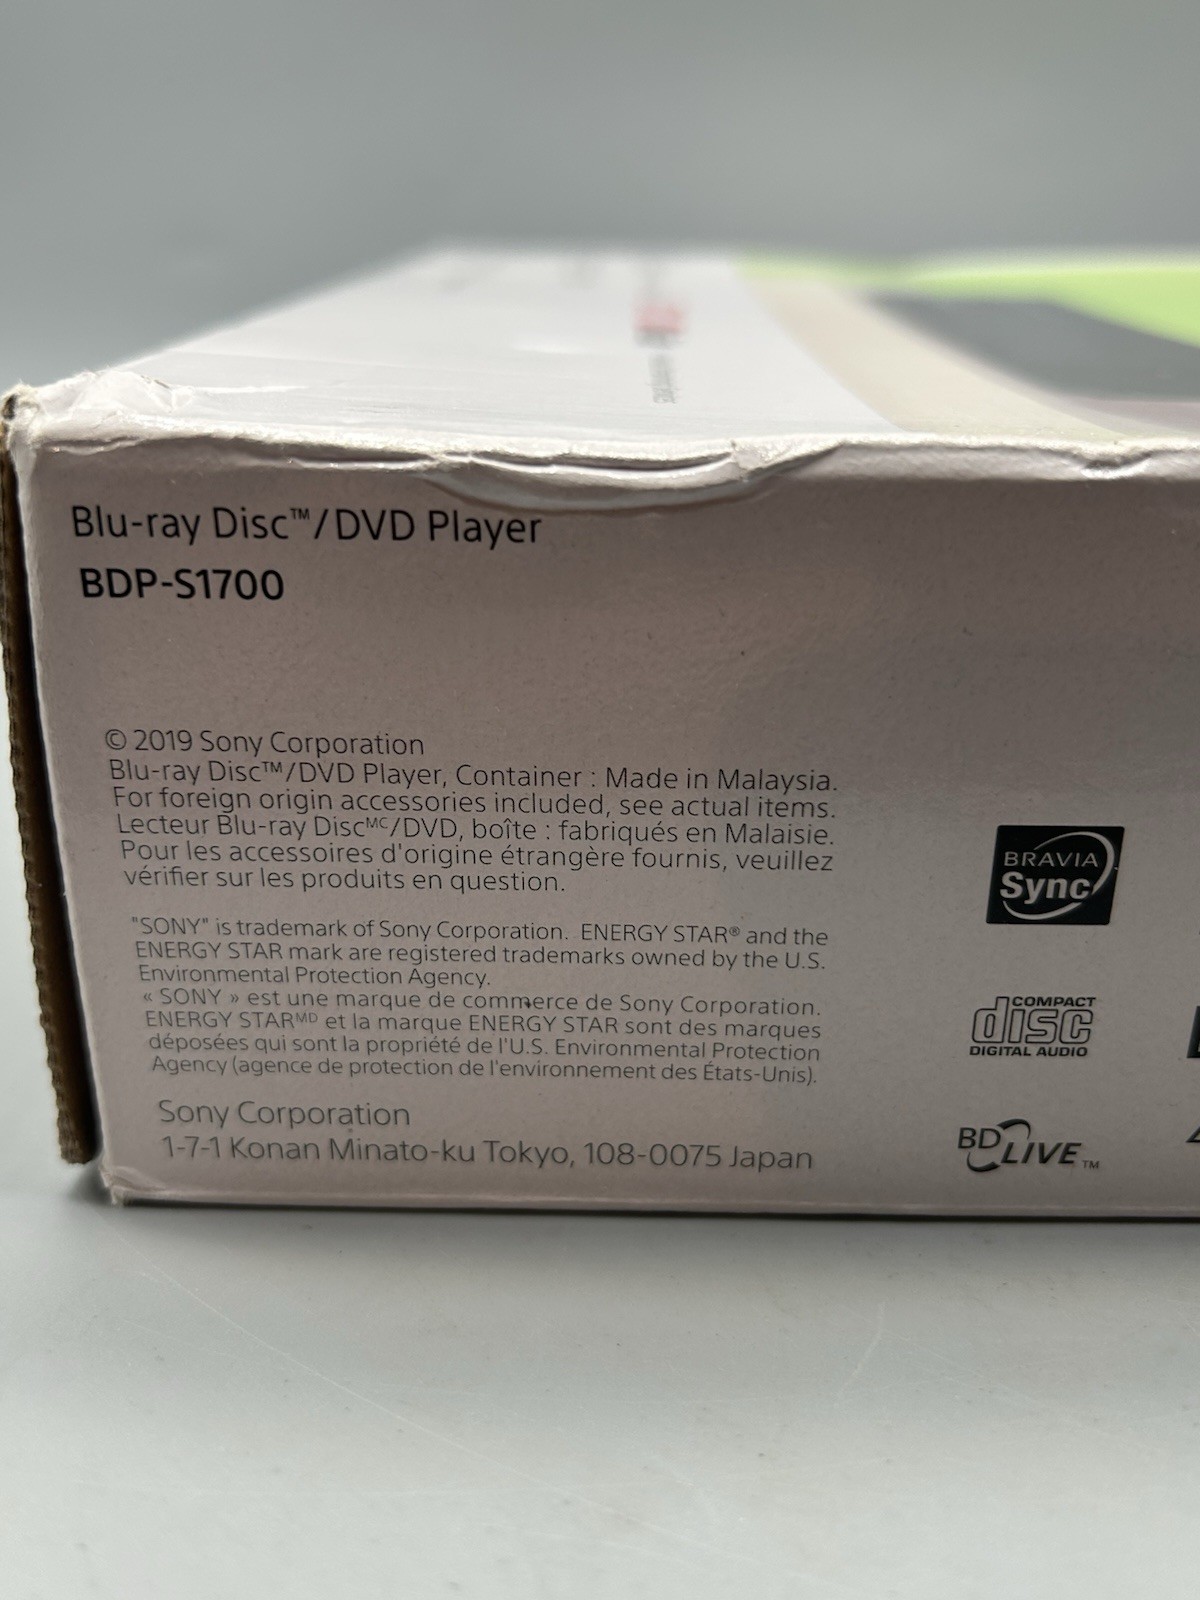 Blu-ray Disc™/DVD Player
BDP-S1700
© 2019 Sony Corporation
Blu-ray Disc™/DVD Player, Container : Made in Malaysia.
For foreign origin accessories included, see actual items.
Lecteur Blu-ray Discᴹᶜ/DVD, boîte : fabriqués en Malaisie.
Pour les accessoires d'origine étrangère fournis, veuillez
vérifier sur les produits en question.
"SONY" is trademark of Sony Corporation. ENERGY STAR® and the
ENERGY STAR mark are registered trademarks owned by the U.S.
Environmental Protection Agency.
« SONY » est une marque de commerce de Sony Corporation.
ENERGY STARᴹᴰ et la marque ENERGY STAR sont des marques
déposées qui sont la propriété de l'U.S. Environmental Protection
Agency (agence de protection de l'environnement des États-Unis).
Sony Corporation
1-7-1 Konan Minato-ku Tokyo, 108-0075 Japan
BRAVIA
Sync
COMPACT
disc
DIGITAL AUDIO
BD LIVE™